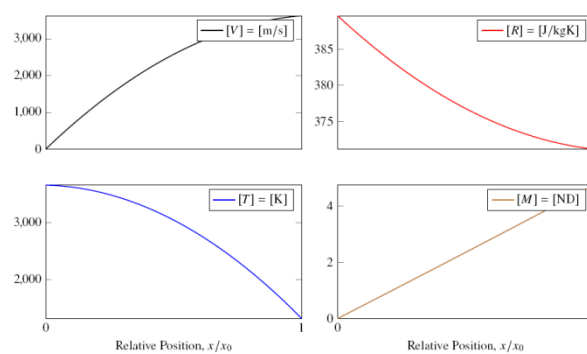 [V] = [m/s]
3,000
2,000
1,000
0
[R] = [J/kgK]
385
375
[T] = [K]
3,000
2,000
0
1
Relative Position, x/x₀
[M] = [ND]
4
2
0
0
Relative Position, x/x₀